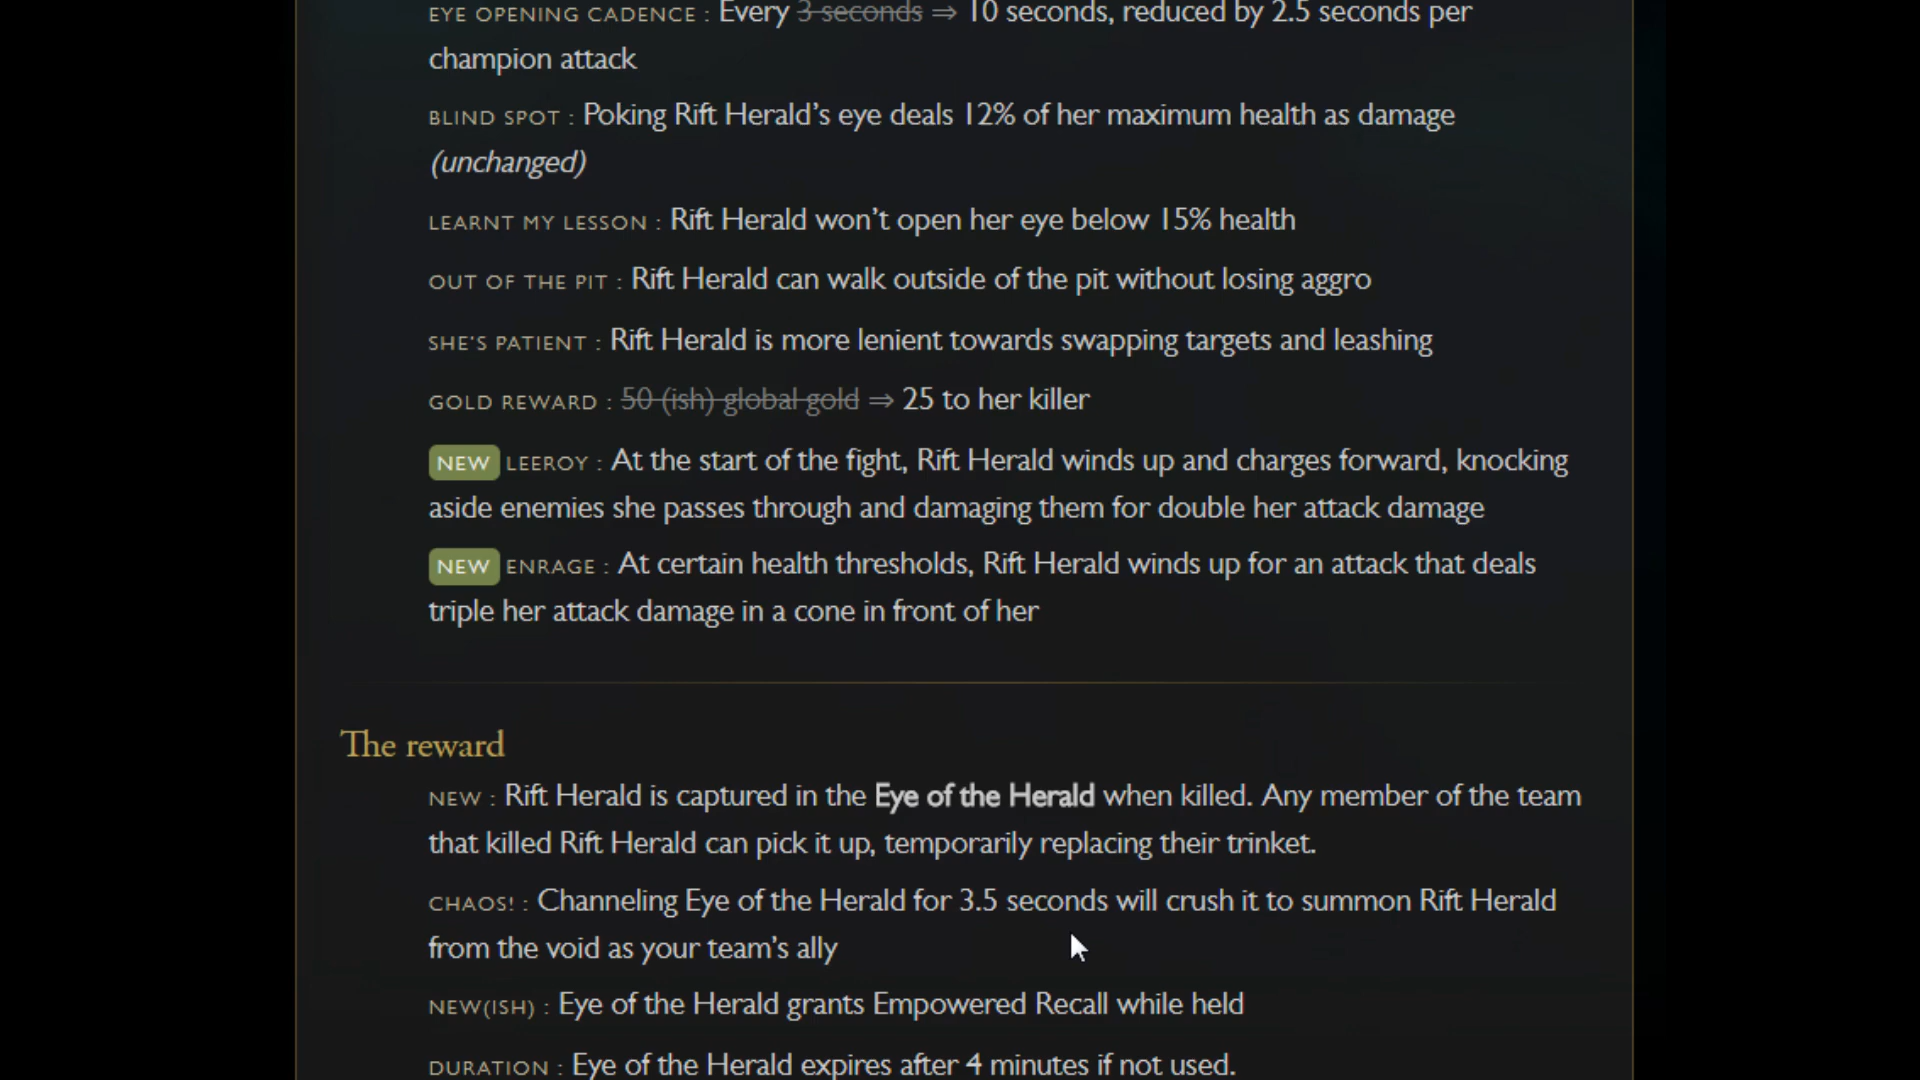 EYE OPENING CADENCE : Every 3 seconds ⇒ 10 seconds, reduced by 2.5 seconds per
champion attack
BLIND SPOT : Poking Rift Herald’s eye deals 12% of her maximum health as damage
(unchanged)
LEARNT MY LESSON : Rift Herald won’t open her eye below 15% health
OUT OF THE PIT : Rift Herald can walk outside of the pit without losing aggro
SHE'S PATIENT : Rift Herald is more lenient towards swapping targets and leashing
GOLD REWARD : 50 (ish) global gold ⇒ 25 to her killer
NEW LEEROY : At the start of the fight, Rift Herald winds up and charges forward, knocking
aside enemies she passes through and damaging them for double her attack damage
NEW ENRAGE : At certain health thresholds, Rift Herald winds up for an attack that deals
triple her attack damage in a cone in front of her
The reward
NEW : Rift Herald is captured in the Eye of the Herald when killed. Any member of the team
that killed Rift Herald can pick it up, temporarily replacing their trinket.
CHAOS! : Channeling Eye of the Herald for 3.5 seconds will crush it to summon Rift Herald
from the void as your team’s ally
NEW(ISH) : Eye of the Herald grants Empowered Recall while held
DURATION : Eye of the Herald expires after 4 minutes if not used.